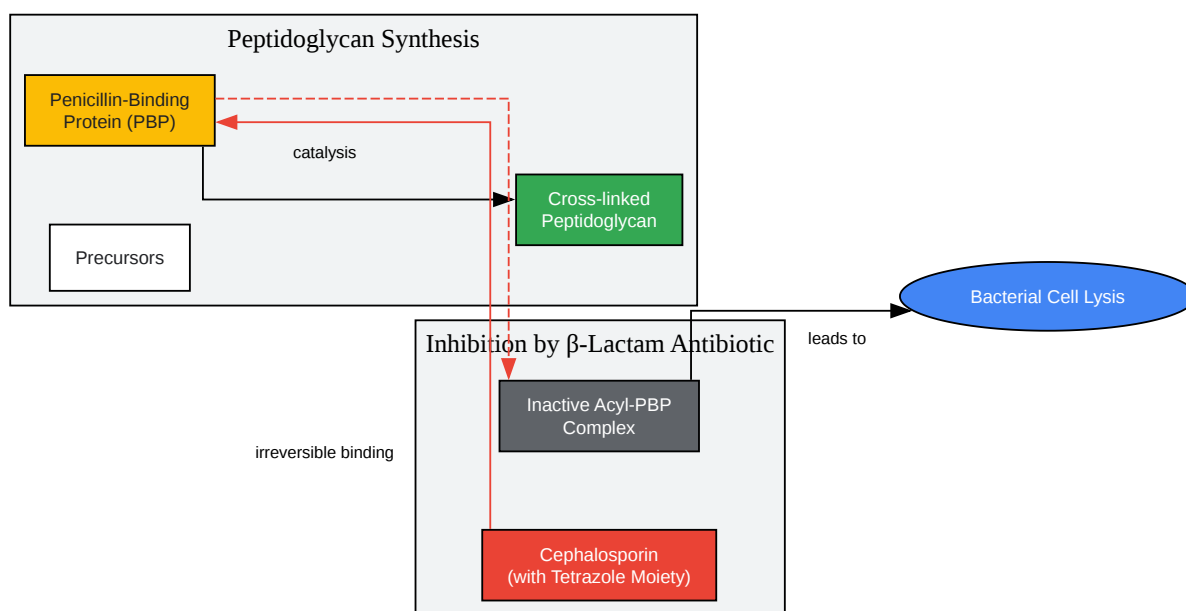 Peptidoglycan Synthesis
Penicillin-Binding
Protein (PBP)
catalysis
Cross-linked
Peptidoglycan
Precursors
Bacterial Cell Lysis
leads to
Inhibition by β-Lactam Antibiotic
Inactive Acyl-PBP
Complex
irreversible binding
Cephalosporin
(with Tetrazole Moiety)